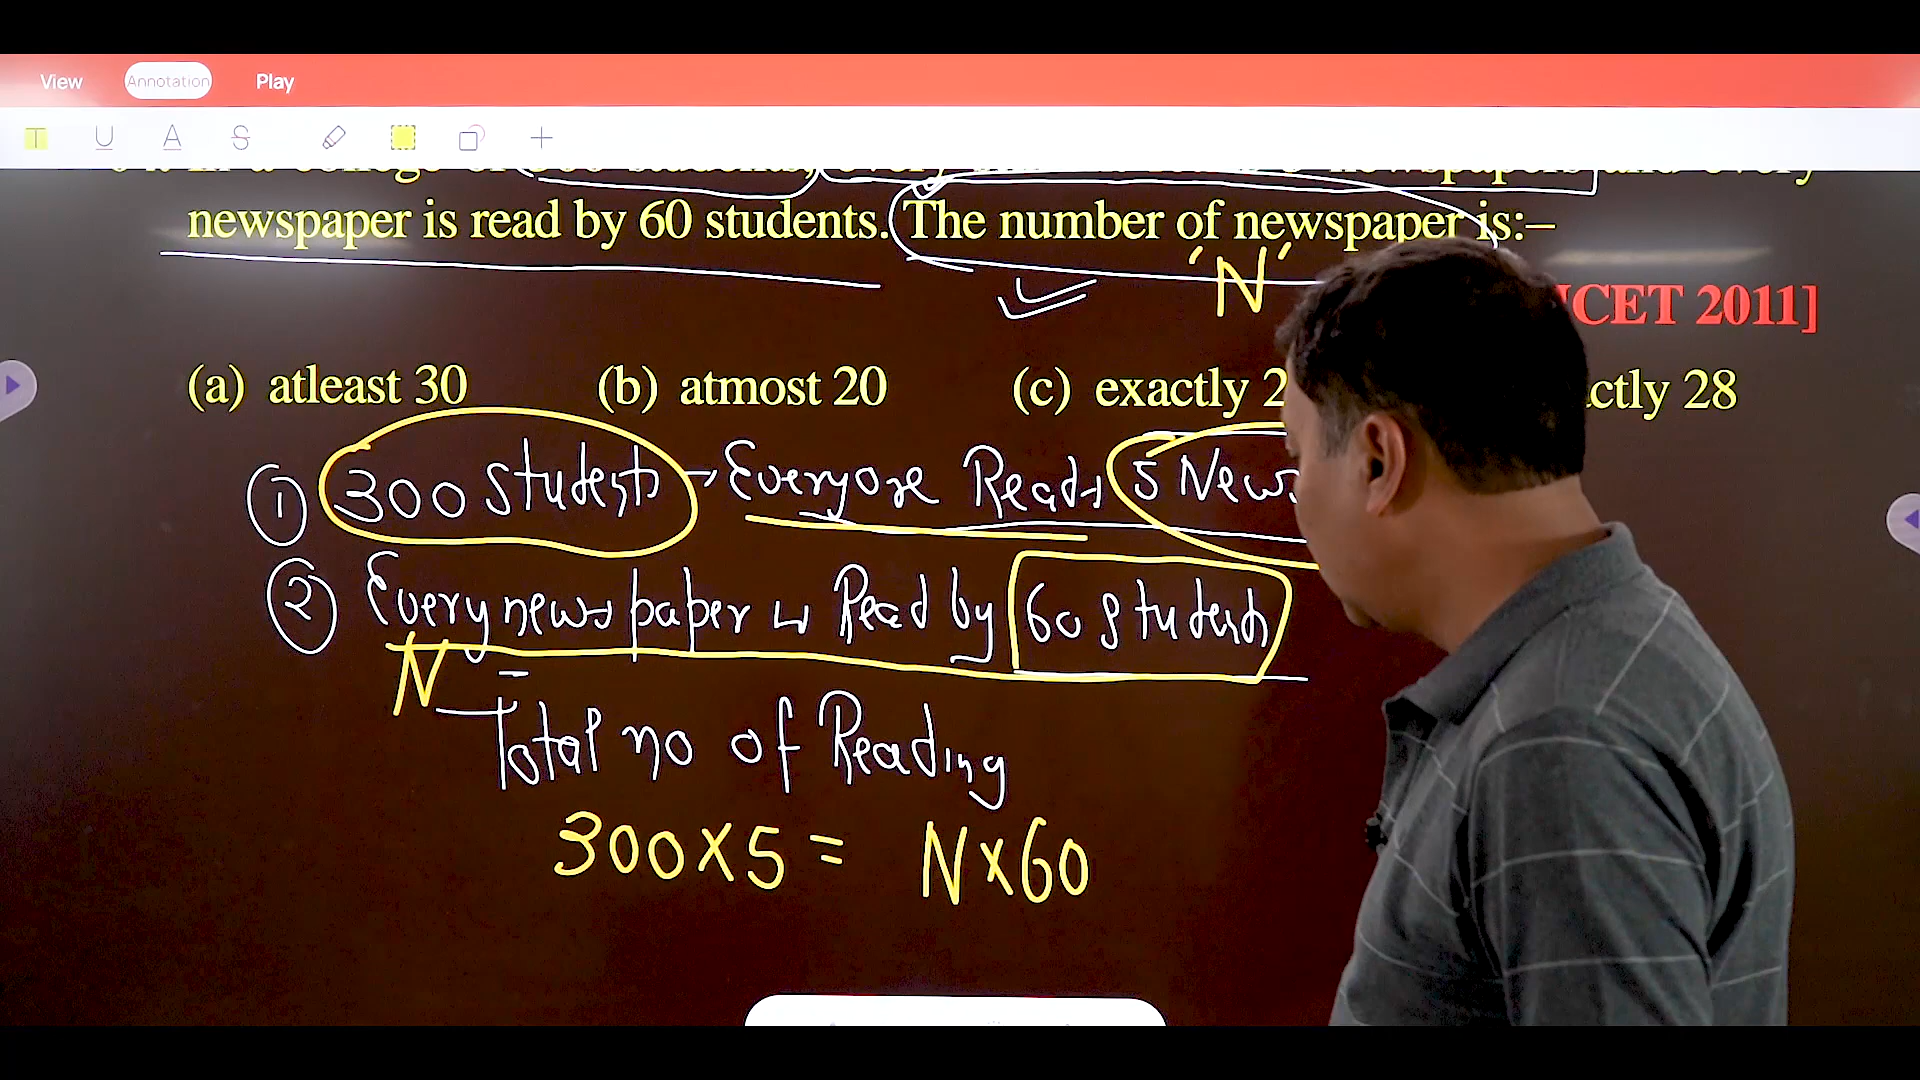 View Annotation Play
T U A S
newspaper is read by 60 students. The number of newspaper is:–
'N'
CET 2011]
(a) atleast 30 (b) atmost 20 (c) exactly 2 ctly 28
① 300 Students → Everyone Reads 5 News
② Every newspaper is Read by 60 Students
N
Total no of Reading
300×5 = N×60